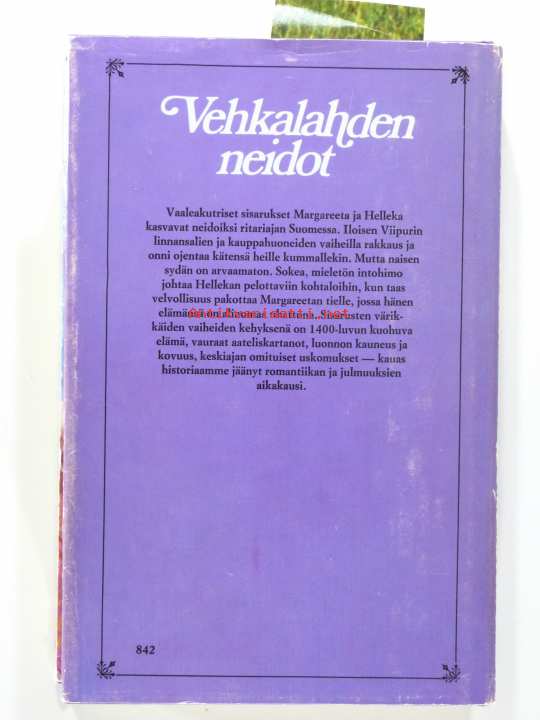 Vehkalahden
neidot
Vaaleakutriset sisarukset Margareeta ja Helleka
kasvavat neidoiksi ritariajan Suomessa. Iloisen Viipurin
linnansalien ja kauppahuoneiden vaiheilla rakkaus ja
onni ojentaa kätensä heille kummallekin. Mutta naisen
sydän on arvaamaton. Sokea, mieletön intohimo
johtaa Hellekan pelottaviin kohtaloihin, kun taas
velvollisuus pakottaa Margareetan tielle, jossa hänen
antikvariaatti.net
käiden vaiheiden kehyksenä on 1400-luvun kuohuva
elämä, vauraat aateliskartanot, luonnon kauneus ja
kovuus, keskiajan omituiset uskomukset — kauas
historiaamme jäänyt romantiikan ja julmuuksien
aikakausi.
842